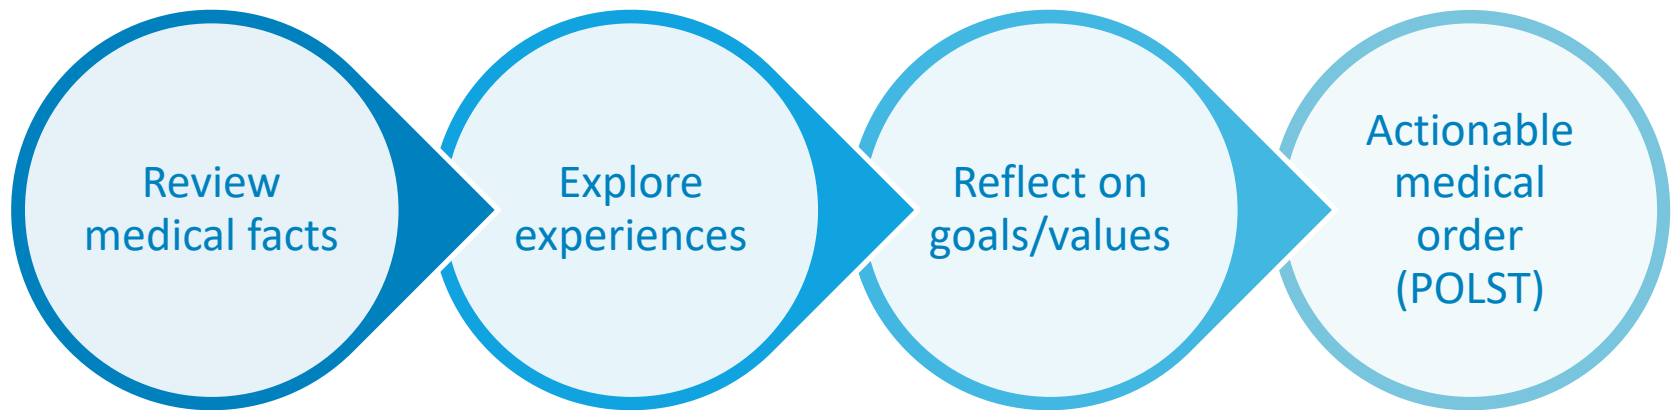 Review
medical facts
Explore
experiences
Reflect on
goals/values
Actionable
medical
order
(POLST)